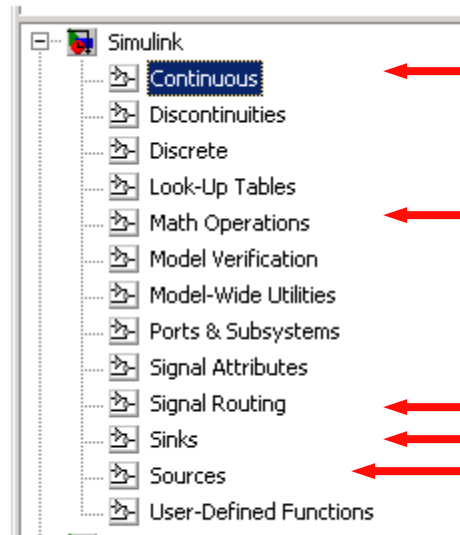 Simulink
Continuous
Discontinuities
Discrete
Look-Up Tables
Math Operations
Model Verification
Model-Wide Utilities
Ports & Subsystems
Signal Attributes
Signal Routing
Sinks
Sources
User-Defined Functions